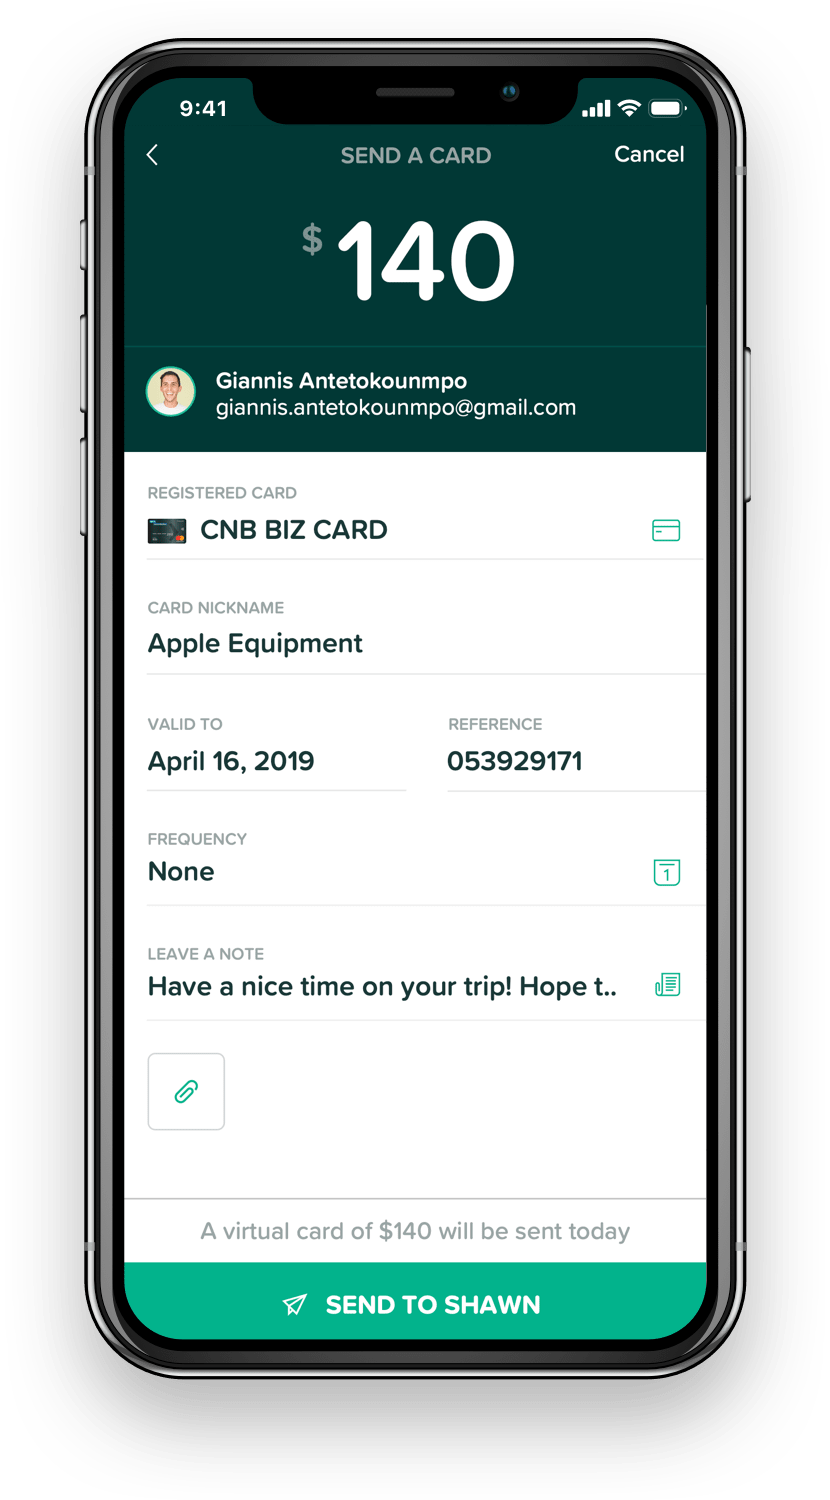 9:41
SEND A CARD
Cancel
$ 140
Giannis Antetokounmpo
giannis.antetokounmpo@gmail.com
REGISTERED CARD
CNB BIZ CARD
CARD NICKNAME
Apple Equipment
VALID TO
REFERENCE
April 16, 2019
053929171
FREQUENCY
None
1
LEAVE A NOTE
Have a nice time on your trip! Hope t..
A virtual card of $140 will be sent today
SEND TO SHAWN